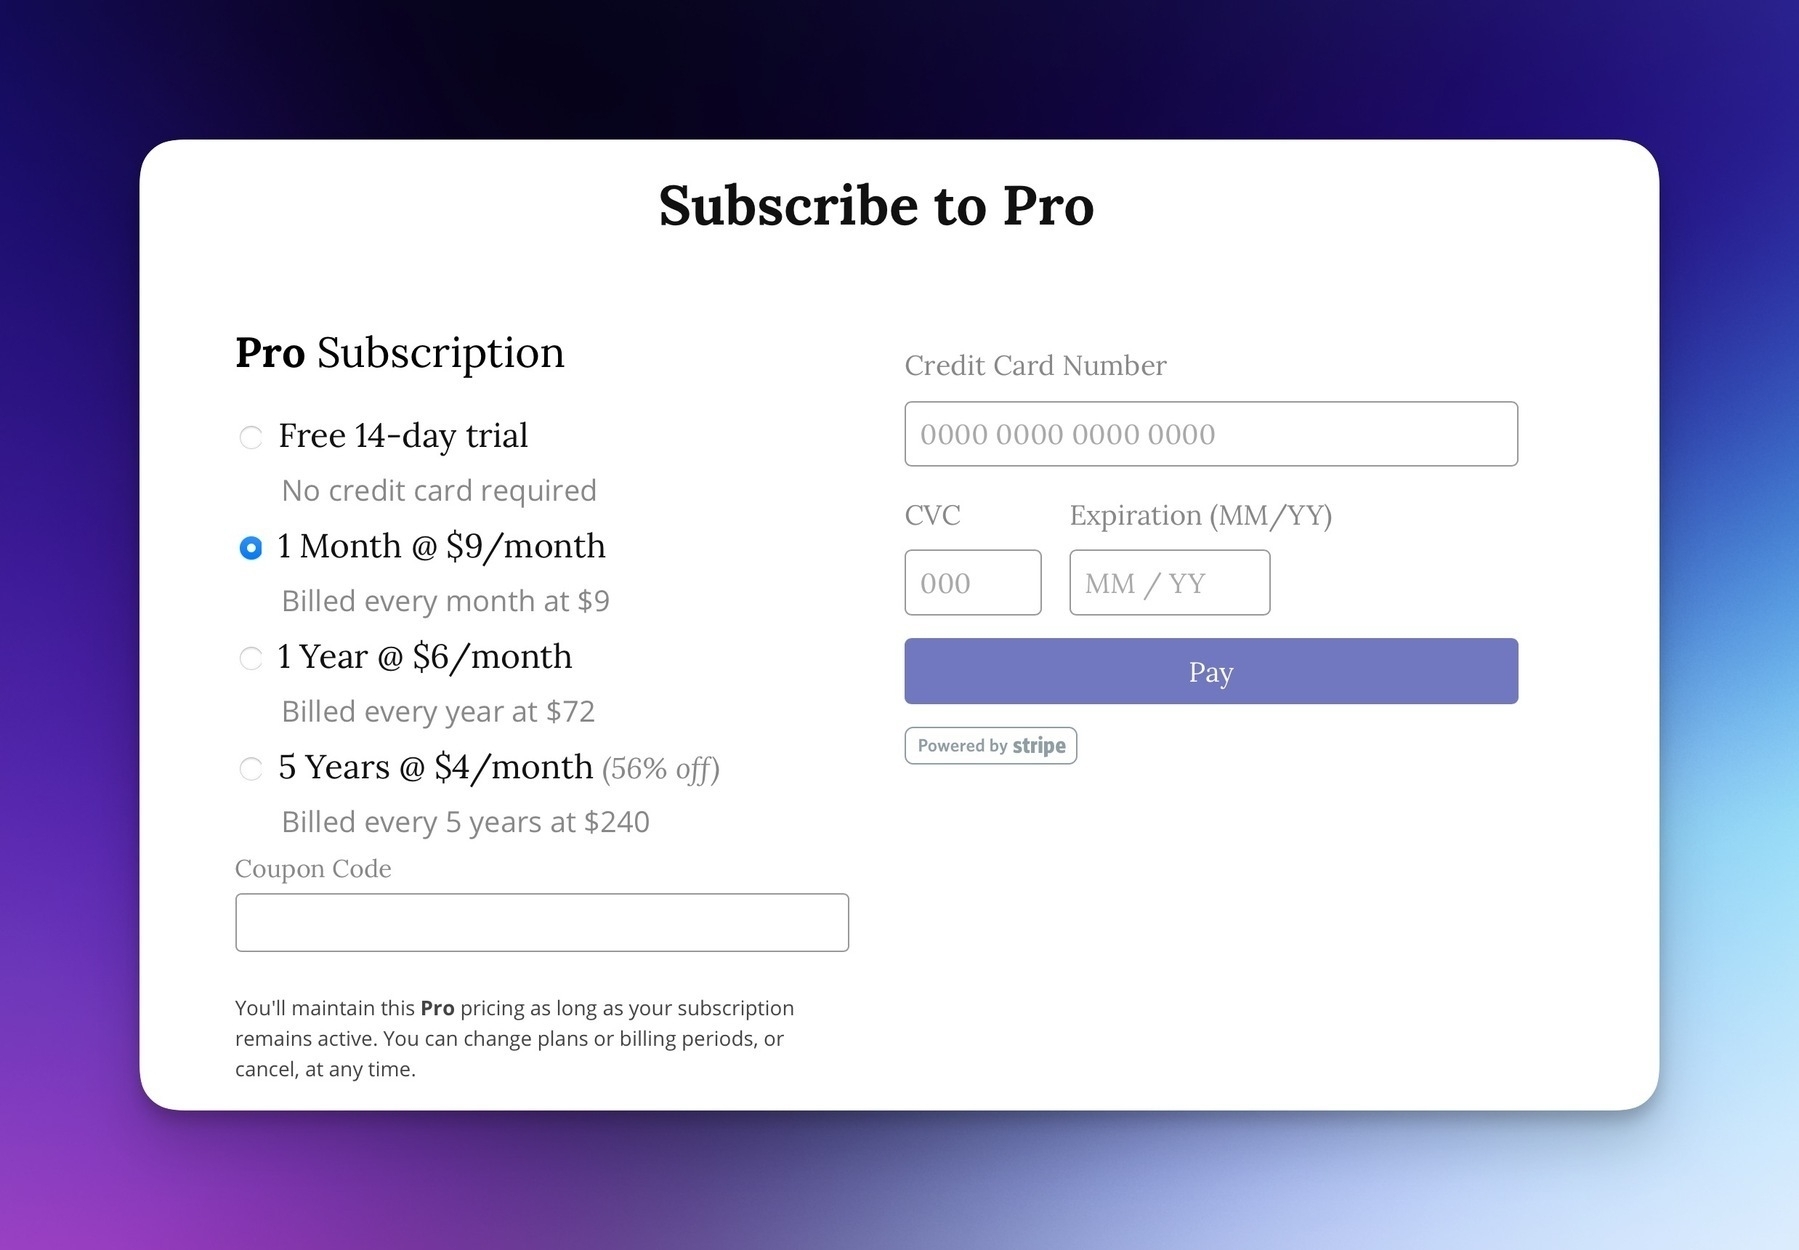 Subscribe to Pro
Pro Subscription
Free 14-day trial
No credit card required
1 Month @ $9/month
Billed every month at $9
1 Year @ $6/month
Billed every year at $72
5 Years @ $4/month (56% off)
Billed every 5 years at $240
Coupon Code
You'll maintain this Pro pricing as long as your subscription
remains active. You can change plans or billing periods, or
cancel, at any time.
Credit Card Number
0000 0000 0000 0000
CVC
Expiration (MM/YY)
000
MM / YY
Pay
Powered by stripe